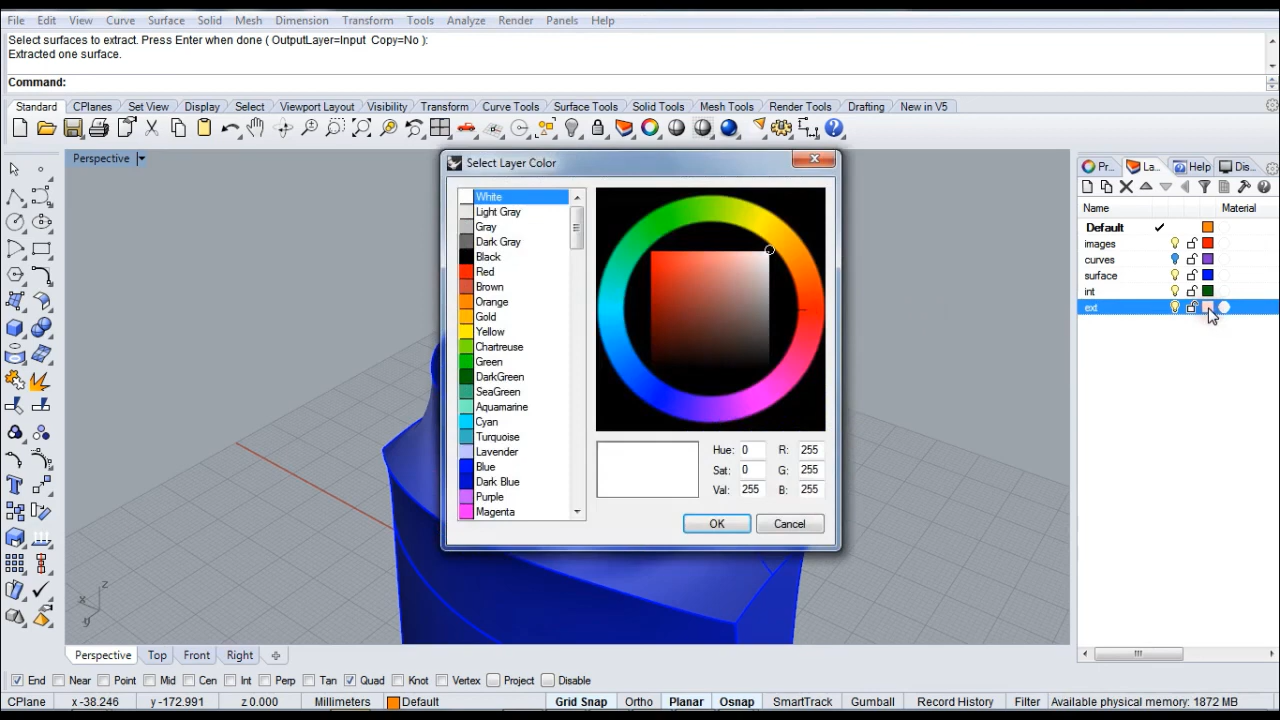 File Edit View Curve Surface Solid Mesh Dimension Transform Tools Analyze Render Panels Help
Select surfaces to extract. Press Enter when done ( OutputLayer=Input Copy=No ):
Extracted one surface.
Command:
Standard CPlanes Set View Display Select Viewport Layout Visibility Transform Curve Tools Surface Tools Solid Tools Mesh Tools Render Tools Drafting New in V5
Perspective
Select Layer Color
White
Light Gray
Gray
Dark Gray
Black
Red
Brown
Orange
Gold
Yellow
Chartreuse
Green
DarkGreen
SeaGreen
Aquamarine
Cyan
Turquoise
Lavender
Blue
Dark Blue
Purple
Magenta
Hue: 0 R: 255
Sat: 0 G: 255
Val: 255 B: 255
OK Cancel
Pr... La... Help Dis...
Name Material
Default
images
curves
surface
int
ext
z
x
y
Perspective Top Front Right
End Near Point Mid Cen Int Perp Tan Quad Knot Vertex Project Disable
CPlane x -38.246 y -172.991 z 0.000 Millimeters Default Grid Snap Ortho Planar Osnap SmartTrack Gumball Record History Filter Available physical memory: 1872 MB